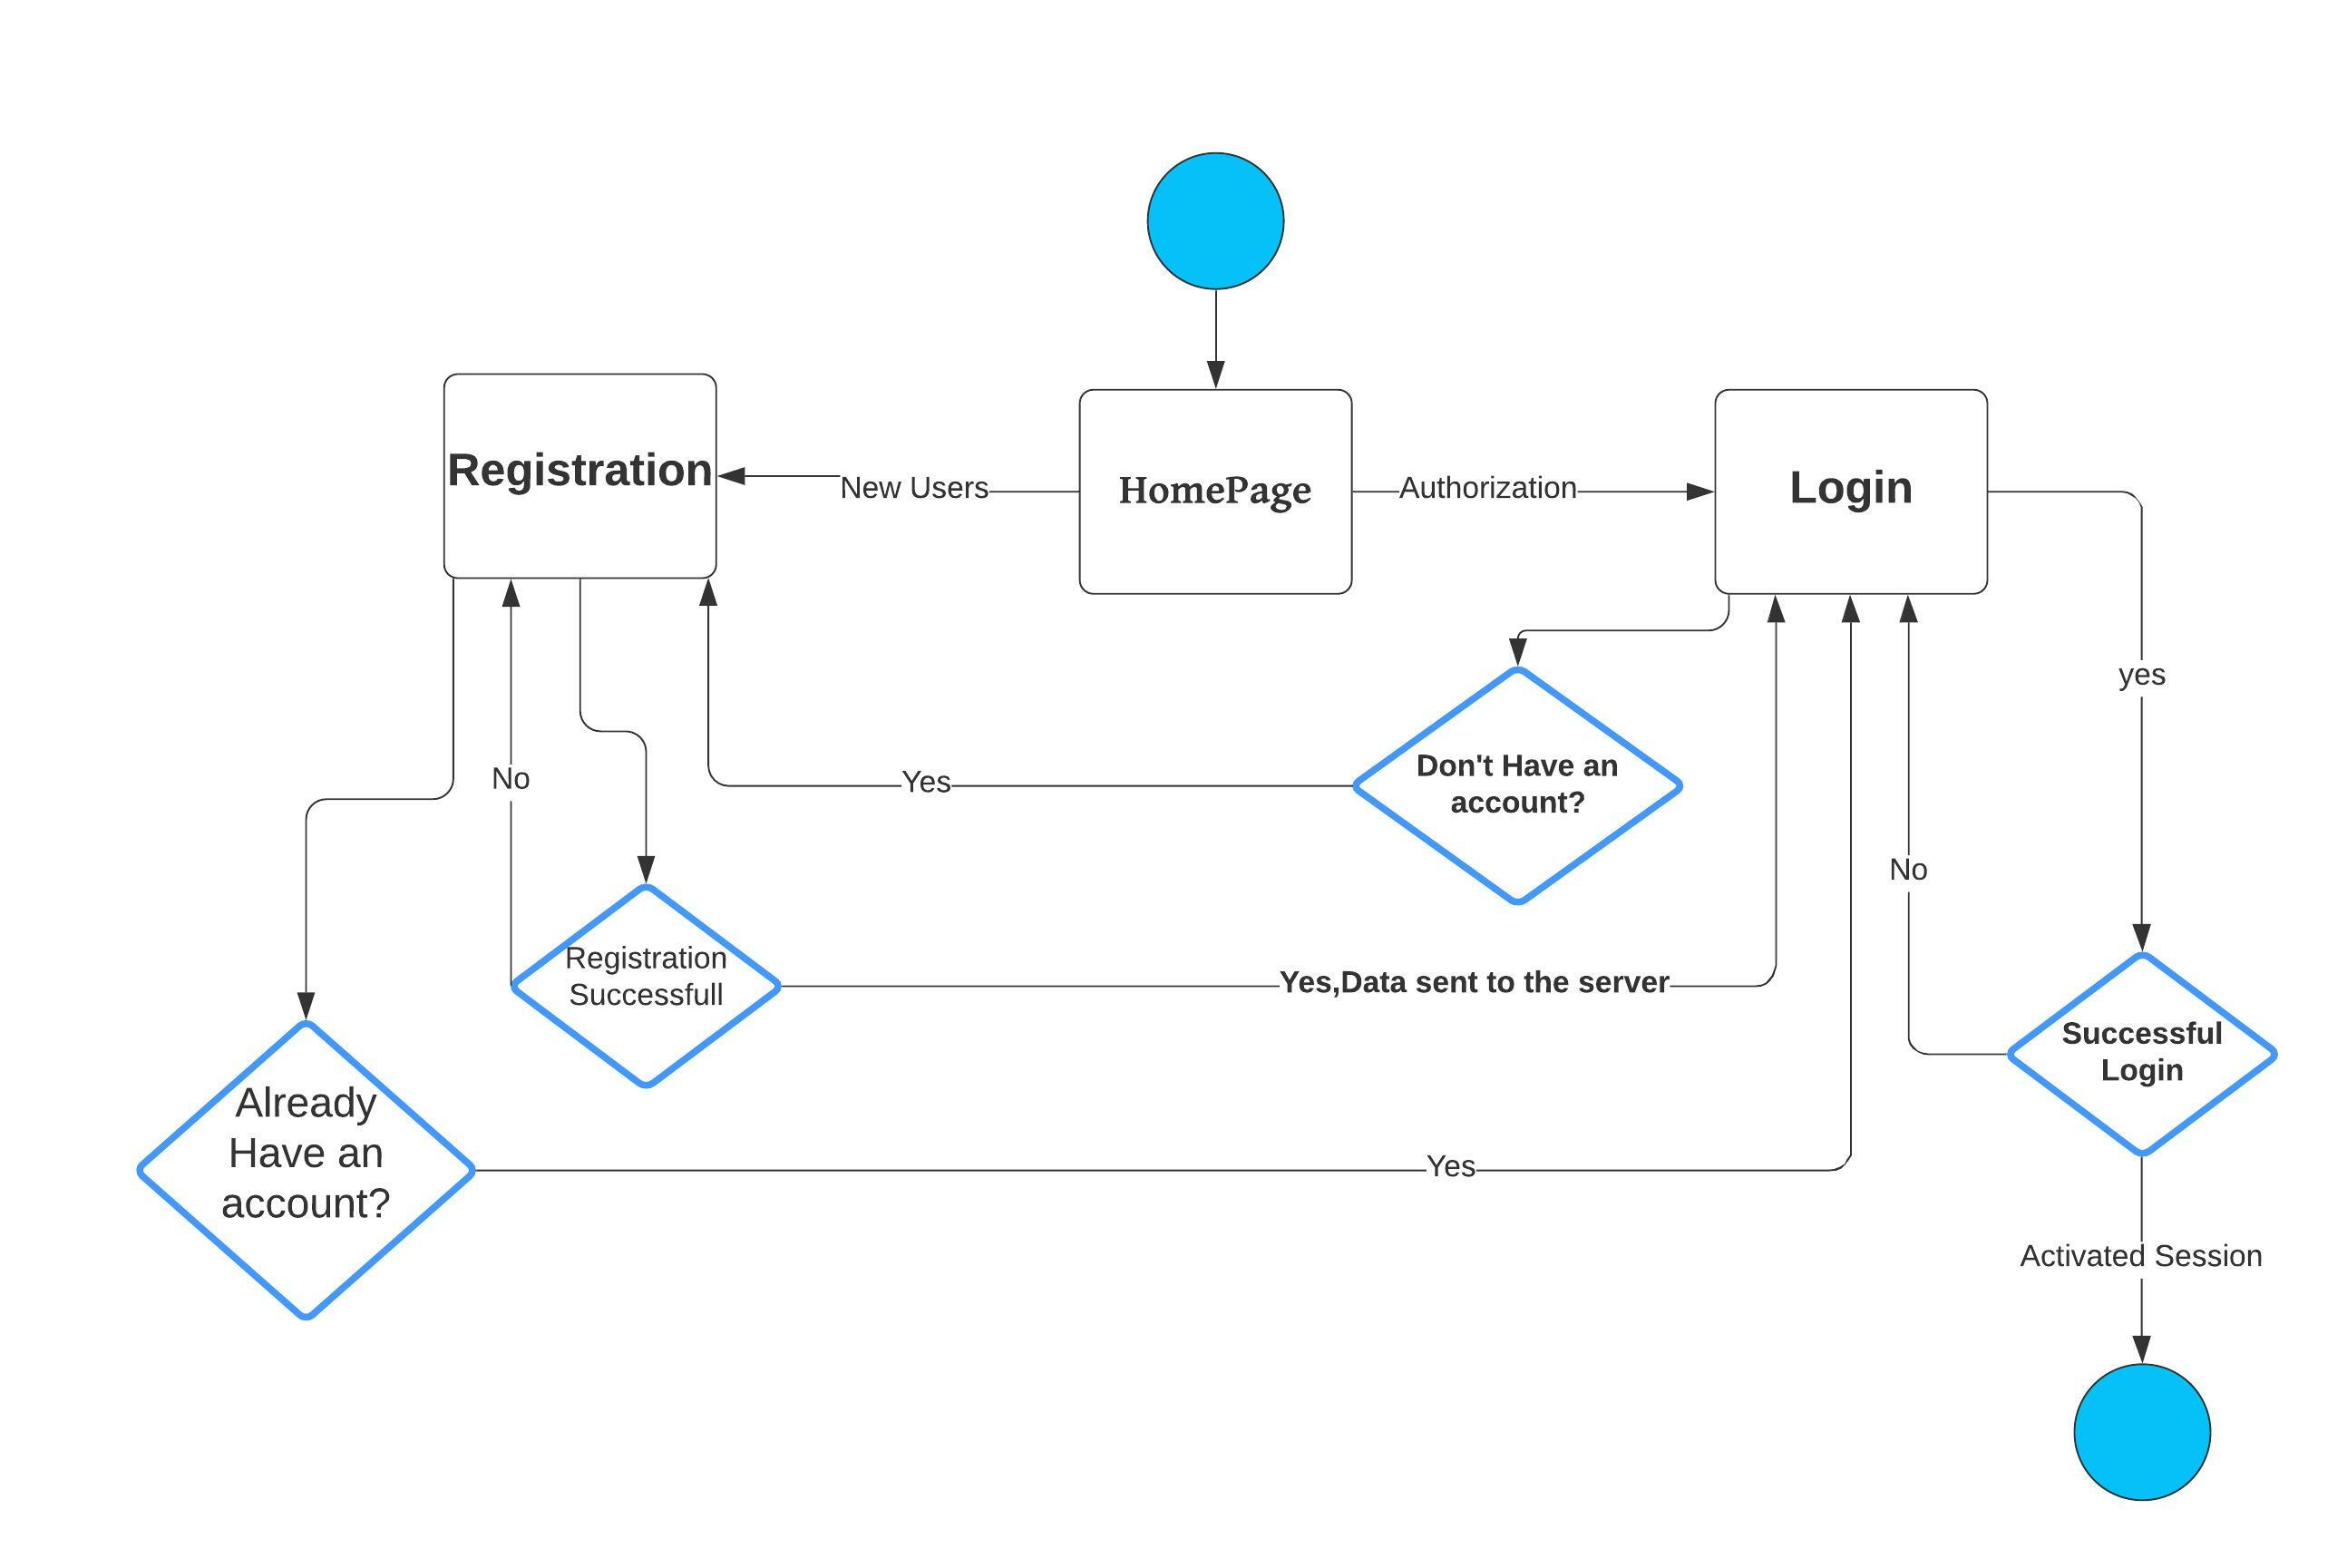 Registration
New Users
HomePage
Authorization
Login
yes
No
Yes
Don't Have an
account?
No
Registration
Successfull
Yes,Data sent to the server
Successful
Login
Already
Have an
account?
Yes
Activated Session